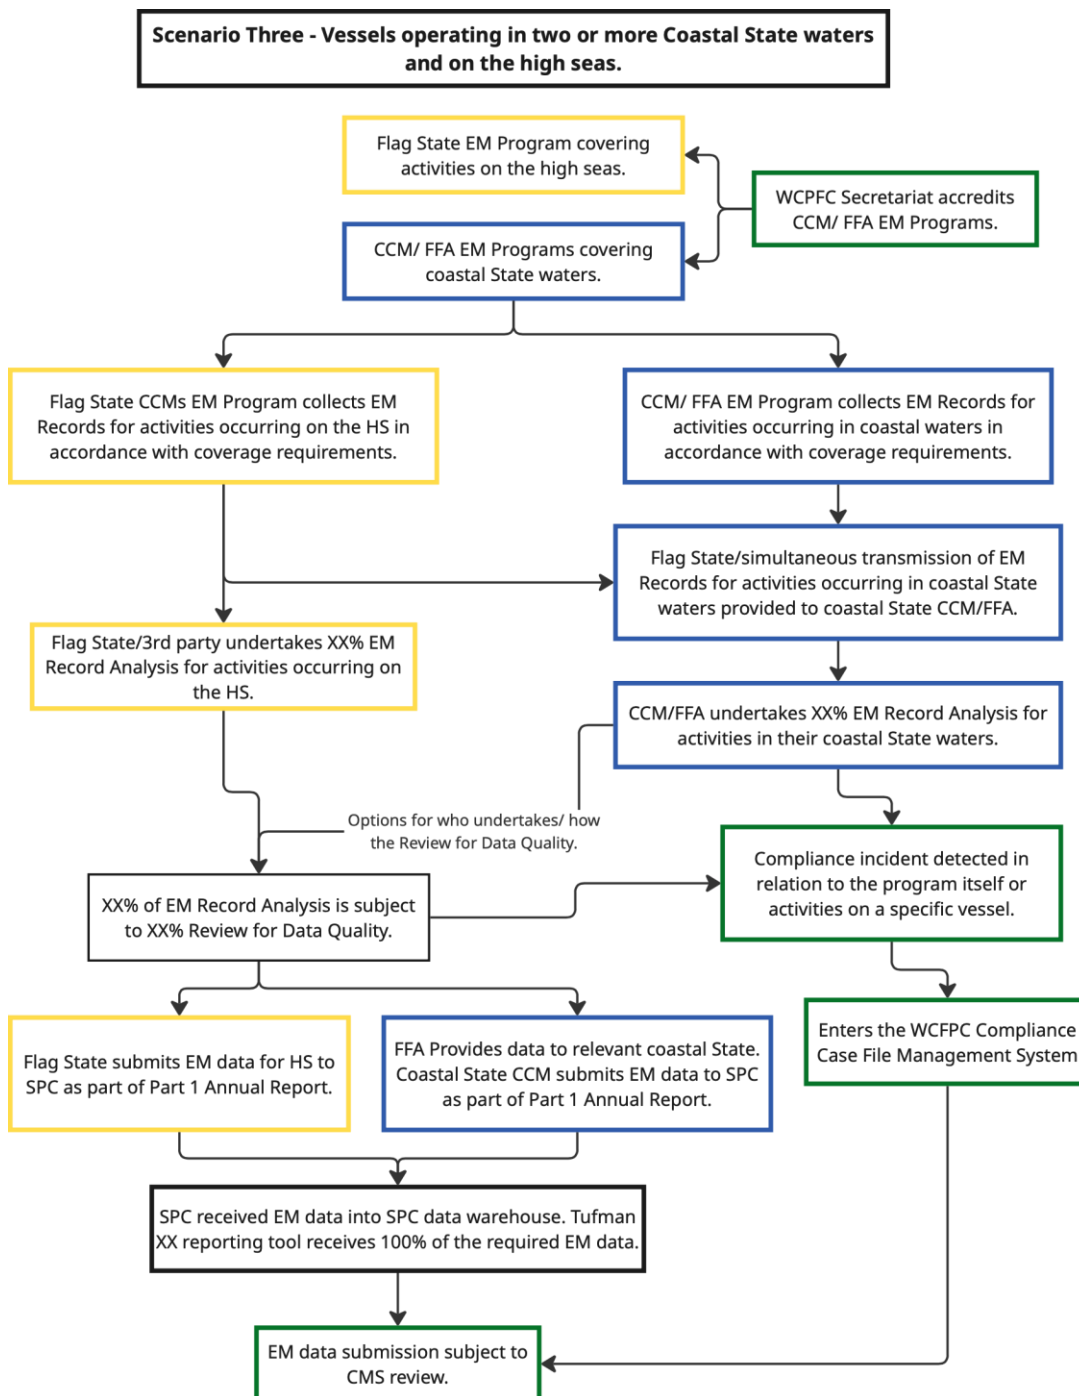 Scenario Three - Vessels operating in two or more Coastal State waters
and on the high seas.
Flag State EM Program covering
activities on the high seas.
WCPFC Secretariat accredits
CCM/ FFA EM Programs.
CCM/ FFA EM Programs covering
coastal State waters.
Flag State CCMs EM Program collects EM
Records for activities occurring on the HS in
accordance with coverage requirements.
CCM/ FFA EM Program collects EM Records for
activities occurring in coastal waters in
accordance with coverage requirements.
Flag State/simultaneous transmission of EM
Records for activities occurring in coastal State
waters provided to coastal State CCM/FFA.
Flag State/3rd party undertakes XX% EM
Record Analysis for activities occurring on
the HS.
CCM/FFA undertakes XX% EM Record Analysis for
activities in their coastal State waters.
Options for who undertakes/ how
the Review for Data Quality.
Compliance incident detected in
relation to the program itself or
activities on a specific vessel.
XX% of EM Record Analysis is subject
to XX% Review for Data Quality.
Enters the WCFPC Compliance
Case File Management System
Flag State submits EM data for HS to
SPC as part of Part 1 Annual Report.
FFA Provides data to relevant coastal State.
Coastal State CCM submits EM data to SPC
as part of Part 1 Annual Report.
SPC received EM data into SPC data warehouse. Tufman
XX reporting tool receives 100% of the required EM data.
EM data submission subject to
CMS review.